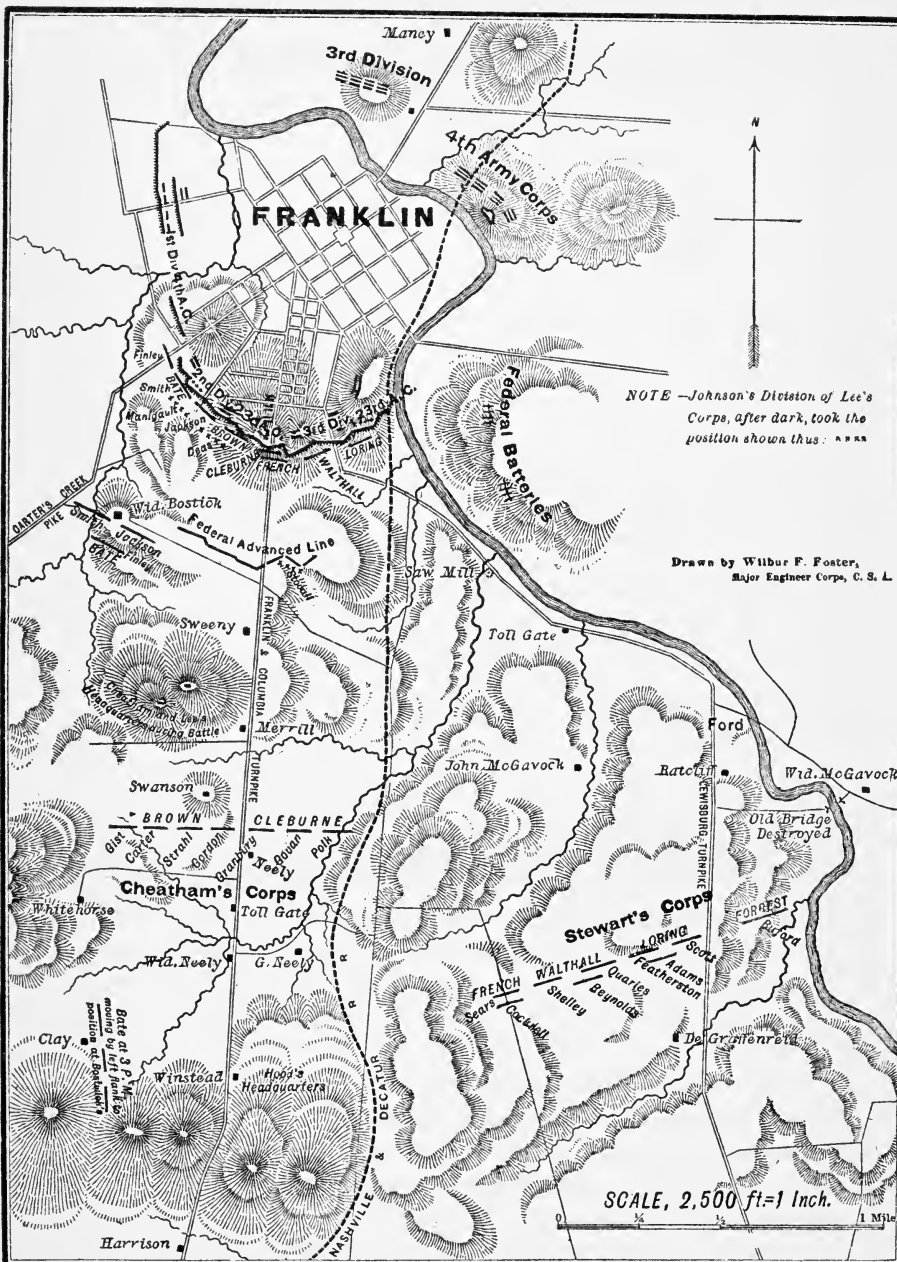 Maney
3rd Division
4th Army Corps
N
FRANKLIN
1st Div. 4th A.C.
Finley
2nd Div. 23d A.C.
3rd Div. 23rd A.C.
Smith
BATE
Manigault
Jackson
Deas
BROWN
CLEBURNE
FRENCH
WALTHALL
LORING
Federal Batteries
NOTE —Johnson's Division of Lee's
Corps, after dark, took the
position shown thus:
CARTER'S CREEK
PIKE
Wid. Bostick
Smith
Jackson
BATE
Finley
Federal Advanced Line
Saw Mill
Drawn by Wilbur F. Foster,
Major Engineer Corps, C. S. A.
Toll Gate
Sweeny
FRANKLIN & COLUMBIA
TURNPIKE
Headquarters during Battle
Merrill
Ford
John McGavock
Ratcliff
Wid. McGavock
LEWISBURG TURNPIKE
Old Bridge
Destroyed
Swanson
BROWN
CLEBURNE
Gist
Carter
Strahl
Gordon
Granbury
Neely
Govan
Polk
Cheatham's Corps
Whitehorse
Toll Gate
Wid. Neely
G. Neely
Stewart's Corps
FORREST
Buford
FRENCH
WALTHALL
LORING
Scott
Sears
Cockrell
Shelley
Quarles
Reynolds
Adams
Featherston
De Graffenreid
Clay
Bate at 3 P. M.
moving by left flank to
position at Bostick's
Winstead
Hood's
Headquarters
NASHVILLE & DECATUR R R
Harrison
SCALE, 2,500 ft=1 Inch.
0 ¼ ½ 1 Mile